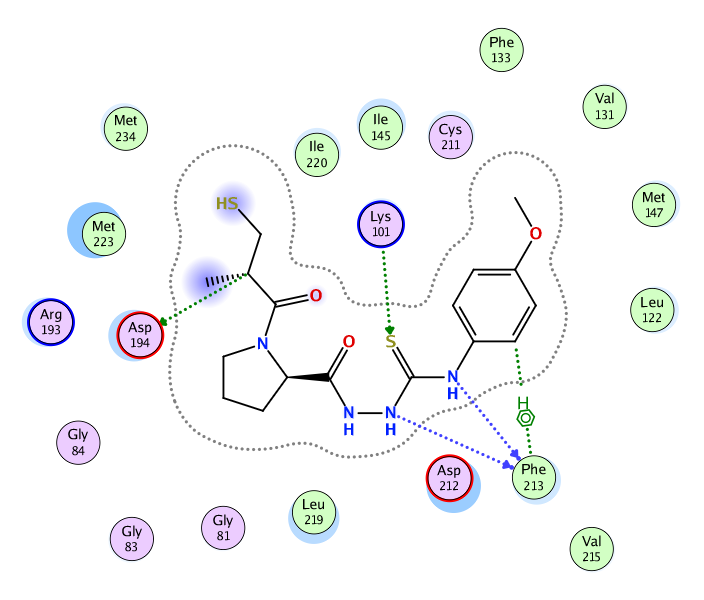 Phe
133
Val
131
Met
234
Ile
145
Cys
211
Ile
220
Met
147
HS
Lys
101
Met
223
O
O
Leu
122
Arg
193
Asp
194
N
O
S
N
H
H
N
H
N
H
Gly
84
Asp
212
Phe
213
Leu
219
Gly
81
Gly
83
Val
215